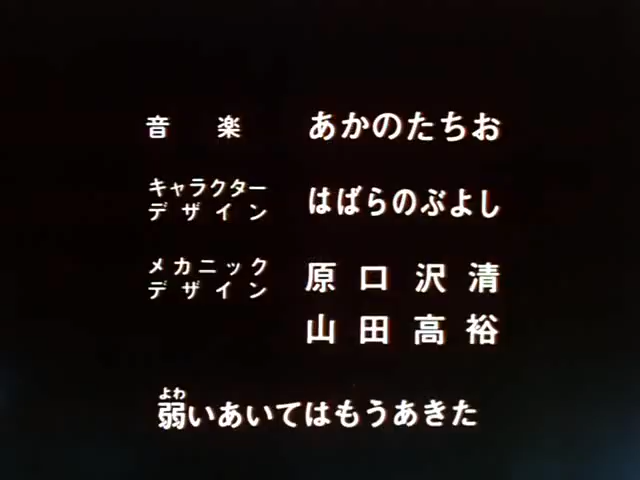 音楽 あかのたちお
キャラクター
デザイン はばらのぶよし
メカニック
デザイン 原口沢清
山田高裕
よわ
弱いあいてはもうあきた